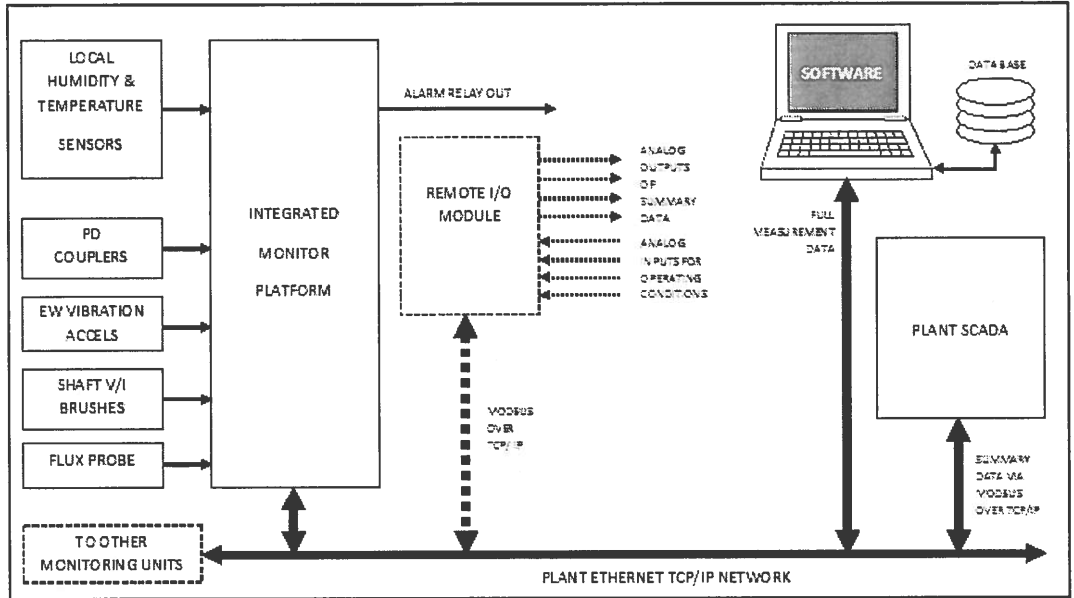 LOCAL
HUMIDITY &
TEMPERATURE
SENSORS
PD
COUPLERS
EW VIBRATION
ACCELS
SHAFT V/I
BRUSHES
FLUX PROBE
TO OTHER
MONITORING UNITS
INTEGRATED
MONITOR
PLATFORM
ALARM RELAY OUT
REMOTE I/O
MODULE
ANALOG
OUTPUTS
OF
SUMMARY
DATA
ANALOG
INPUTS FOR
OPERATING
CONDITIONS
MODBUS
OVER
TCP/IP
SOFTWARE
DATABASE
FULL
MEASUREMENT
DATA
PLANT SCADA
SUMMARY
DATA VIA
MODBUS
OVER TCP/IP
PLANT ETHERNET TCP/IP NETWORK